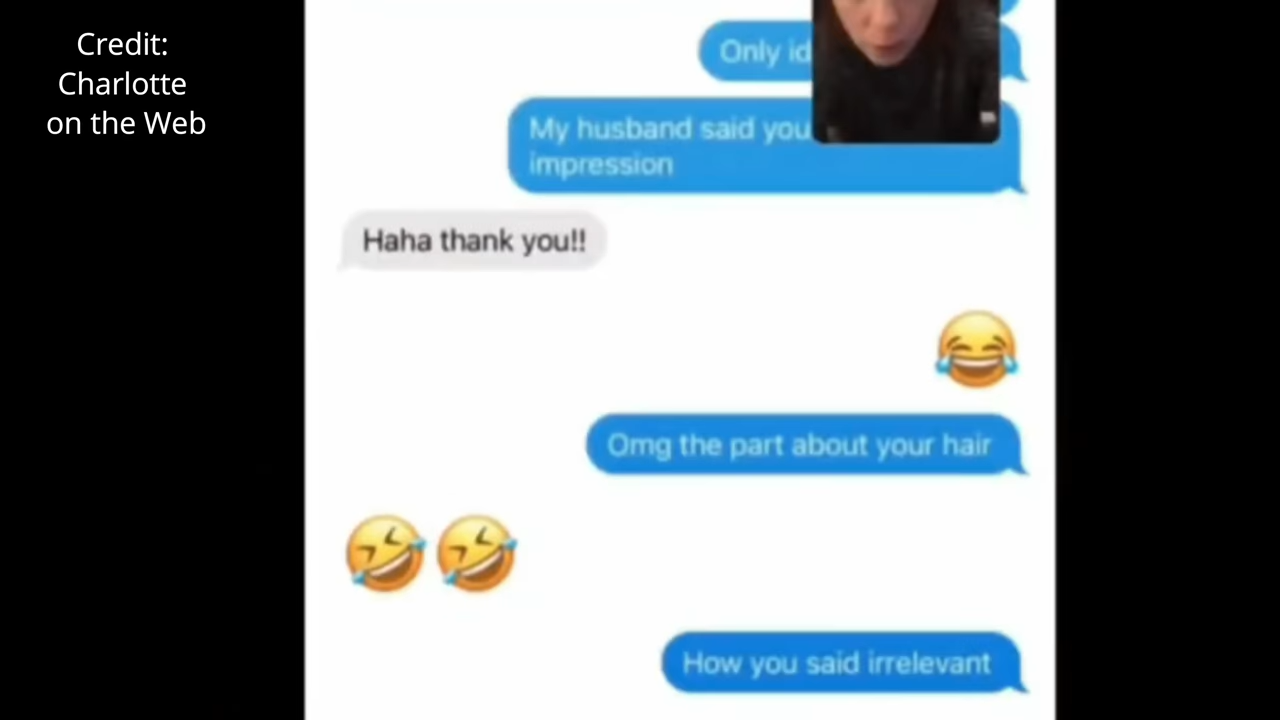 Credit:
Charlotte
on the Web
Only
My husband said you
impression
Haha thank you!!
Omg the part about your hair
How you said irrelevant